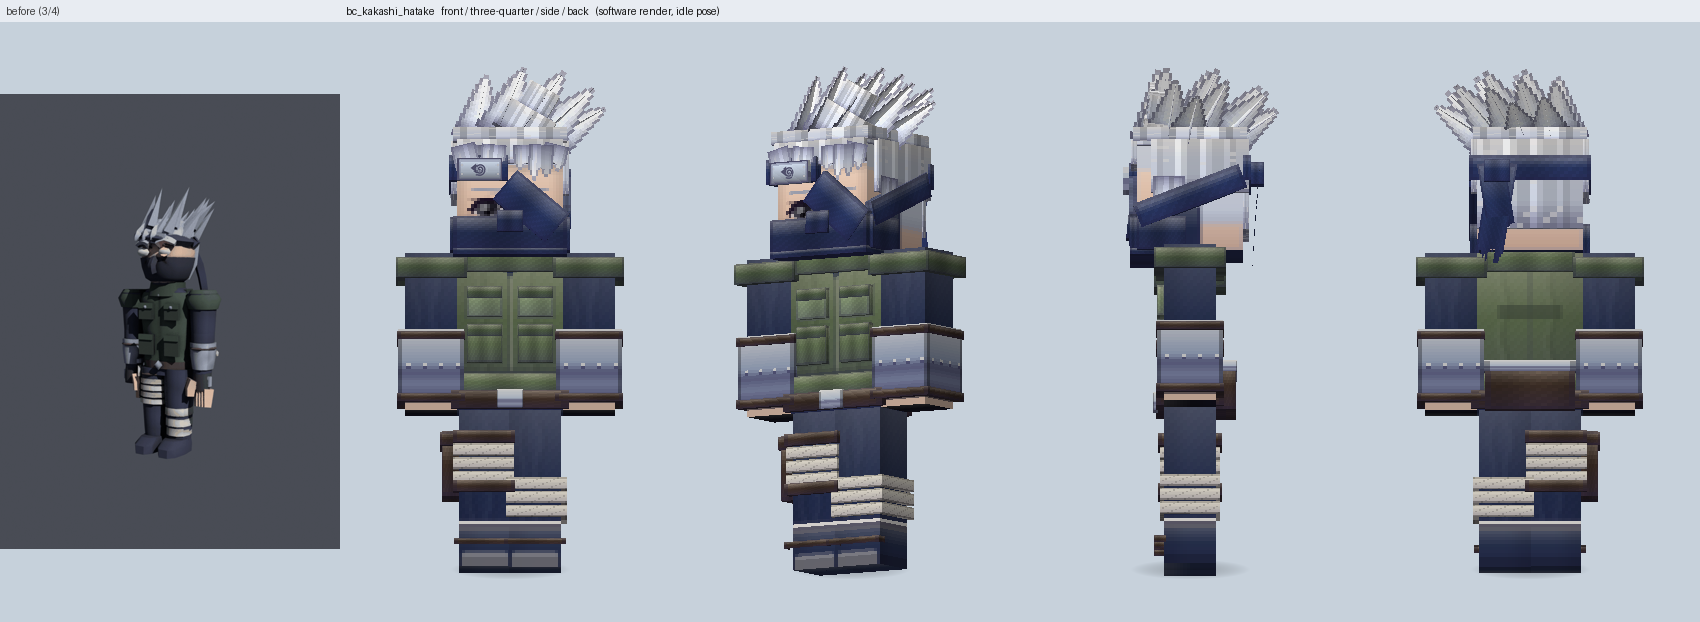 before (3/4)
bc_kakashi_hatake front / three-quarter / side / back (software render, idle pose)